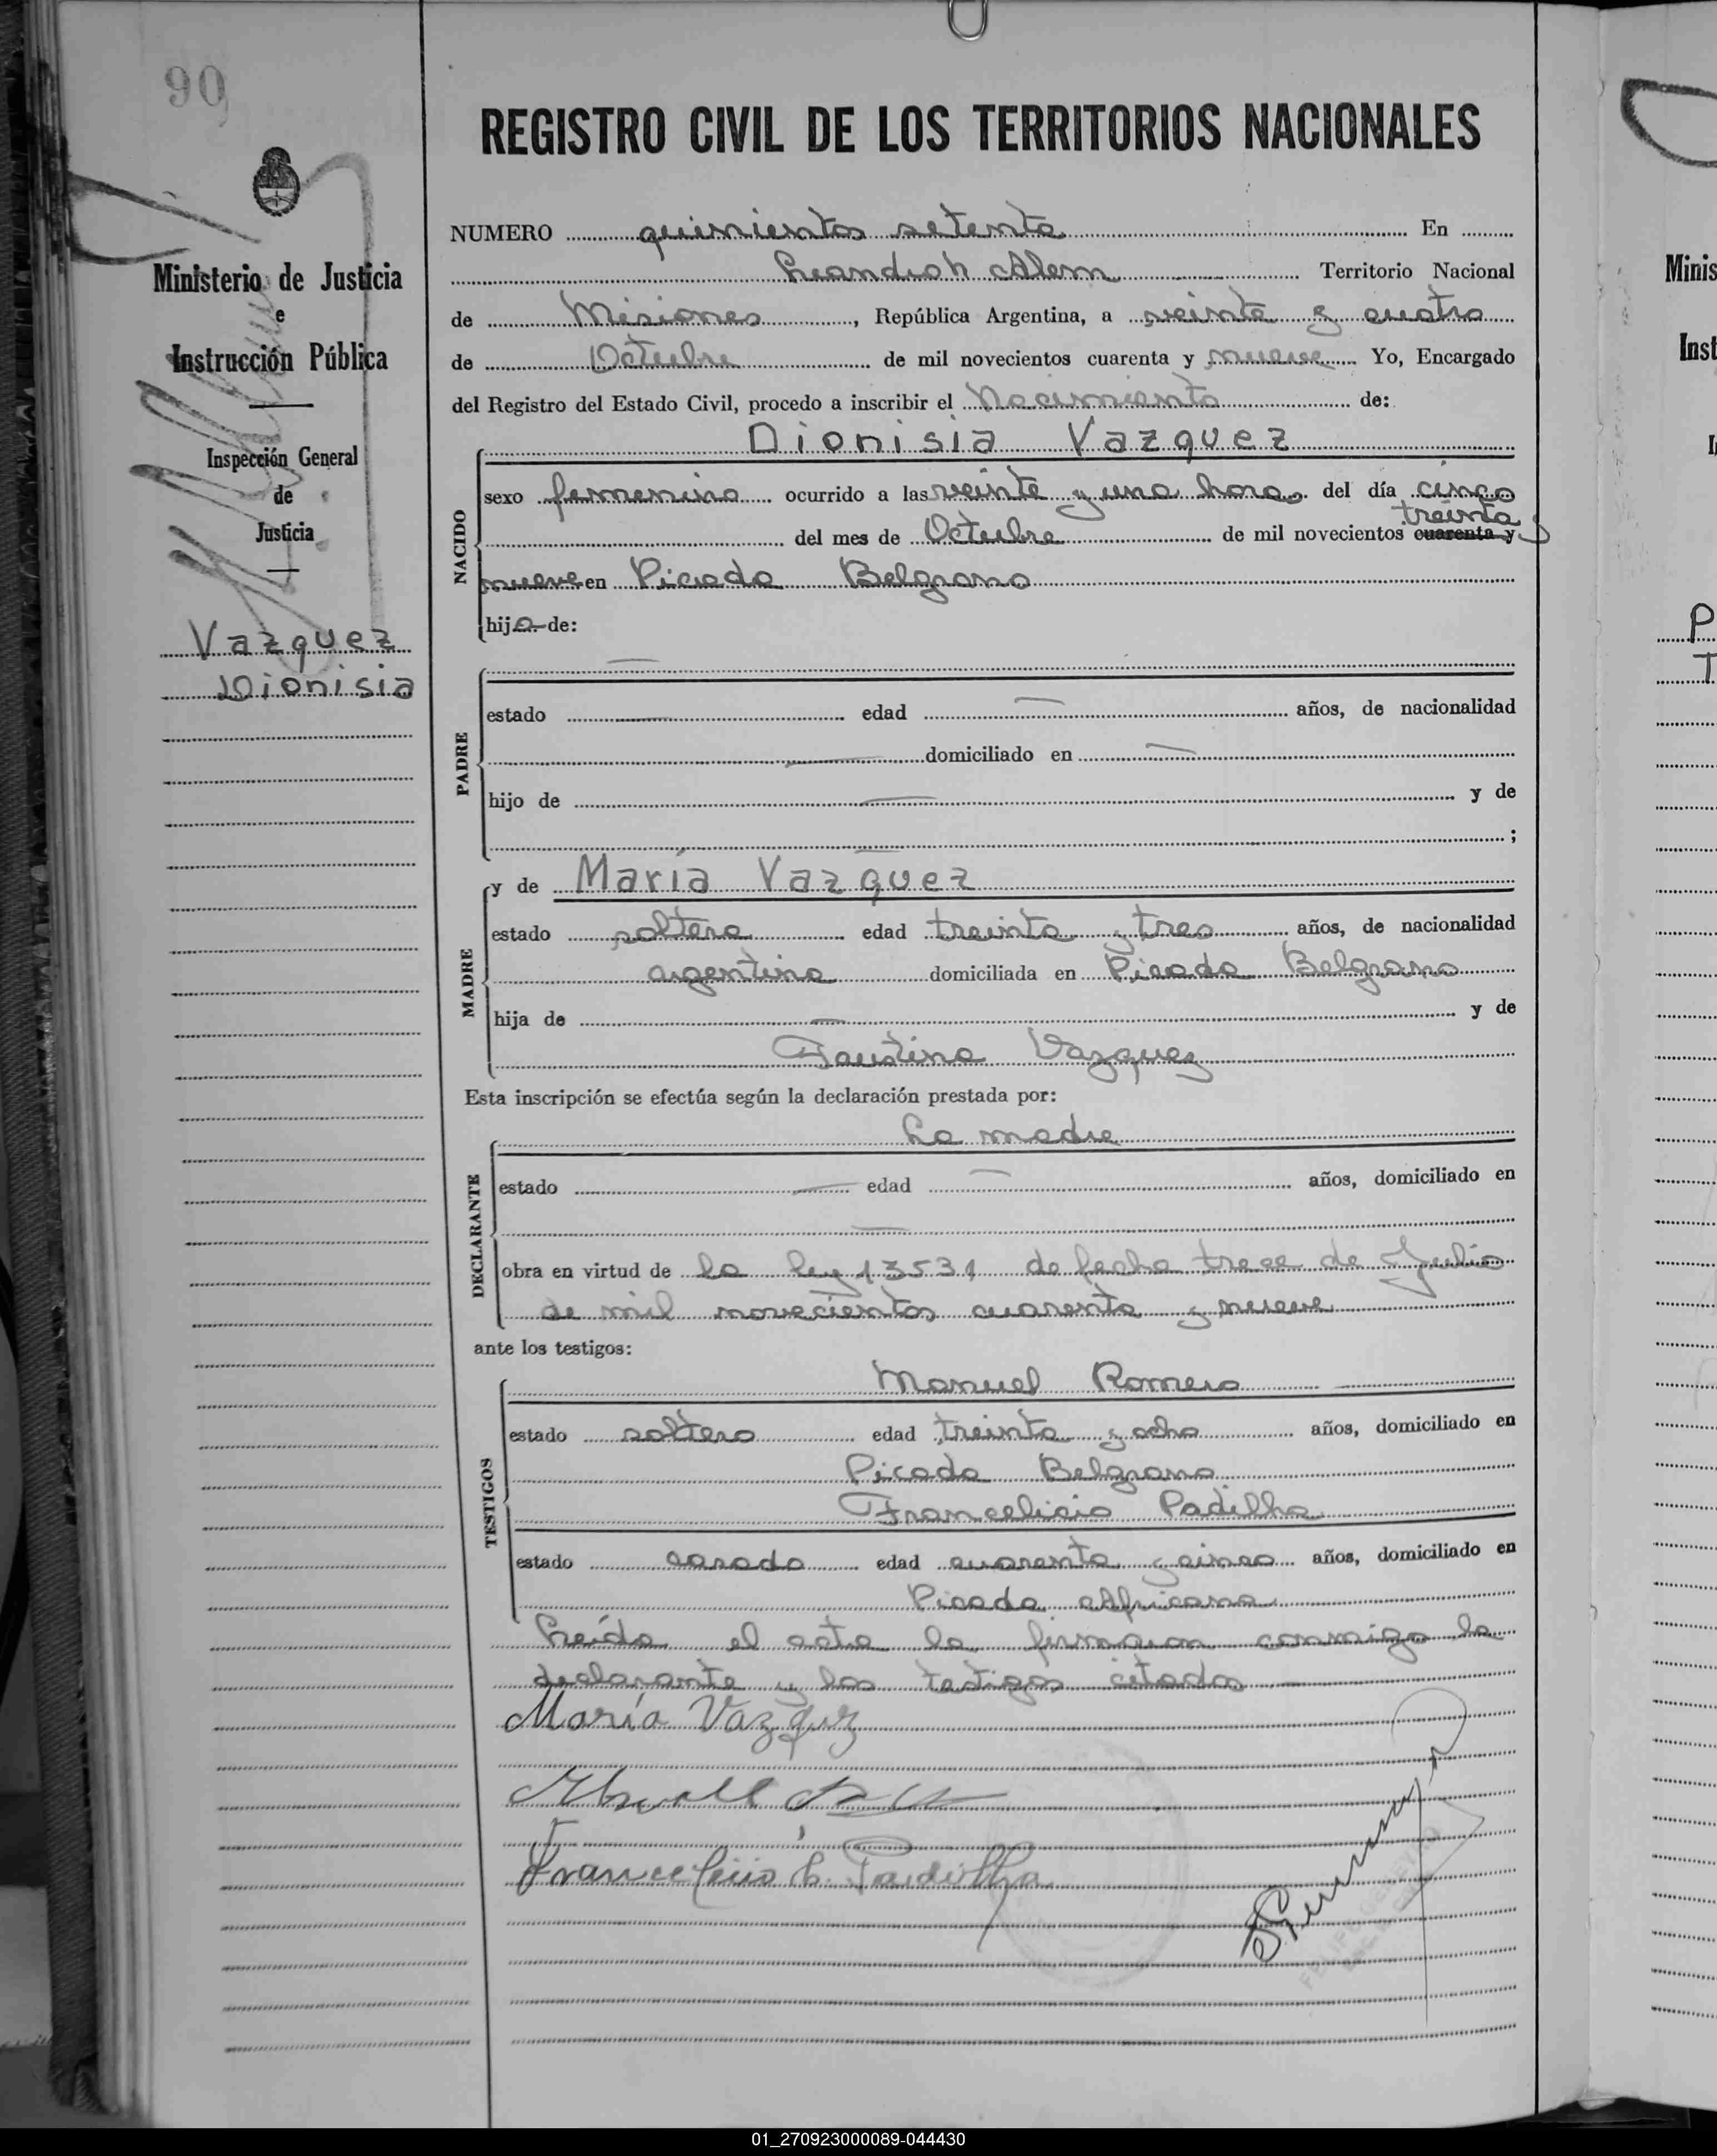 90
REGISTRO CIVIL DE LOS TERRITORIOS NACIONALES
Ministerio de Justicia
e
Instrucción Pública
Inspección General
de
Justicia
Vazquez
Dionisia
NUMERO quinientos setenta En
Leandro N Alem Territorio Nacional
de Misiones, República Argentina, a veinte y cuatro
de Octubre de mil novecientos cuarenta y nueve Yo, Encargado
del Registro del Estado Civil, procedo a inscribir el Nacimiento de:
Dionisia Vazquez
NACIDO
sexo femenino ocurrido a las veinte y una horas del día cinco
treinta y
del mes de Octubre de mil novecientos cuarenta y
nueve en Picada Belgrano
hija de:
PADRE
estado edad años, de nacionalidad
domiciliado en
hijo de y de
;
MADRE
y de María Vazquez
estado soltera edad treinta y tres años, de nacionalidad
argentina domiciliada en Picada Belgrano
hija de y de
Faustina Vazquez
Esta inscripción se efectúa según la declaración prestada por:
La madre
DECLARANTE
estado edad años, domiciliado en
obra en virtud de la ley 13531 de fecha trece de Julio
de mil novecientos cuarenta y nueve
ante los testigos:
TESTIGOS
Manuel Romero
estado soltero edad treinta y ocho años, domiciliado en
Picada Belgrano
Francelicio Padilha
estado casado edad cuarenta y cinco años, domiciliado en
Picada Africana
Leída el acta la firmaron conmigo la
declarante y los testigos citados
María Vazquz
Padilha
Minis
Inst
P
T
01_270923000089-044430